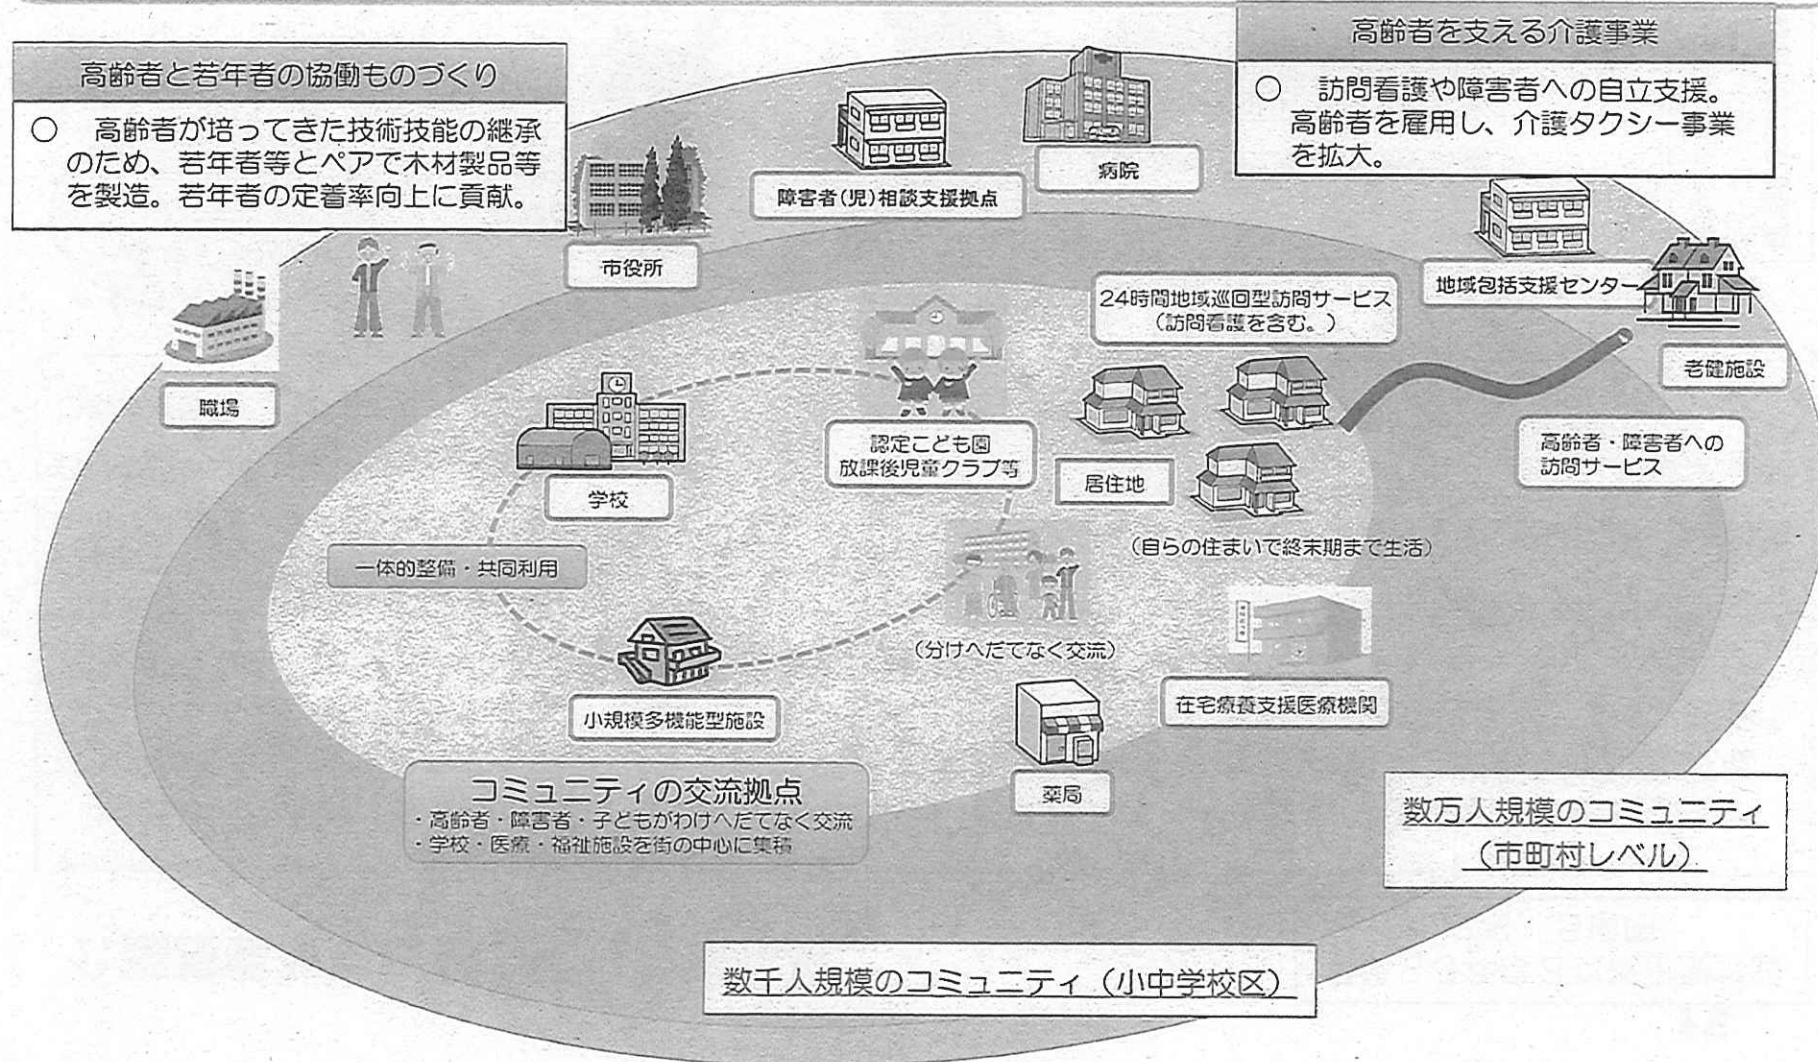 高齢者と若年者の協働ものづくり
○ 高齢者が培ってきた技術技能の継承
のため、若年者等とペアで木材製品等
を製造。若年者の定着率向上に貢献。
高齢者を支える介護事業
○ 訪問看護や障害者への自立支援。
高齢者を雇用し、介護タクシー事業
を拡大。
病院
障害者(児)相談支援拠点
市役所
職場
地域包括支援センター
老健施設
24時間地域巡回型訪問サービス
(訪問看護を含む。)
高齢者・障害者への
訪問サービス
認定こども園
放課後児童クラブ等
学校
居住地
(自らの住まいで終末期まで生活)
一体的整備・共同利用
(分けへだてなく交流)
小規模多機能型施設
在宅療養支援医療機関
薬局
コミュニティの交流拠点
・高齢者・障害者・子どもがわけへだてなく交流
・学校・医療・福祉施設を街の中心に集積
数万人規模のコミュニティ
(市町村レベル)
数千人規模のコミュニティ(小中学校区)